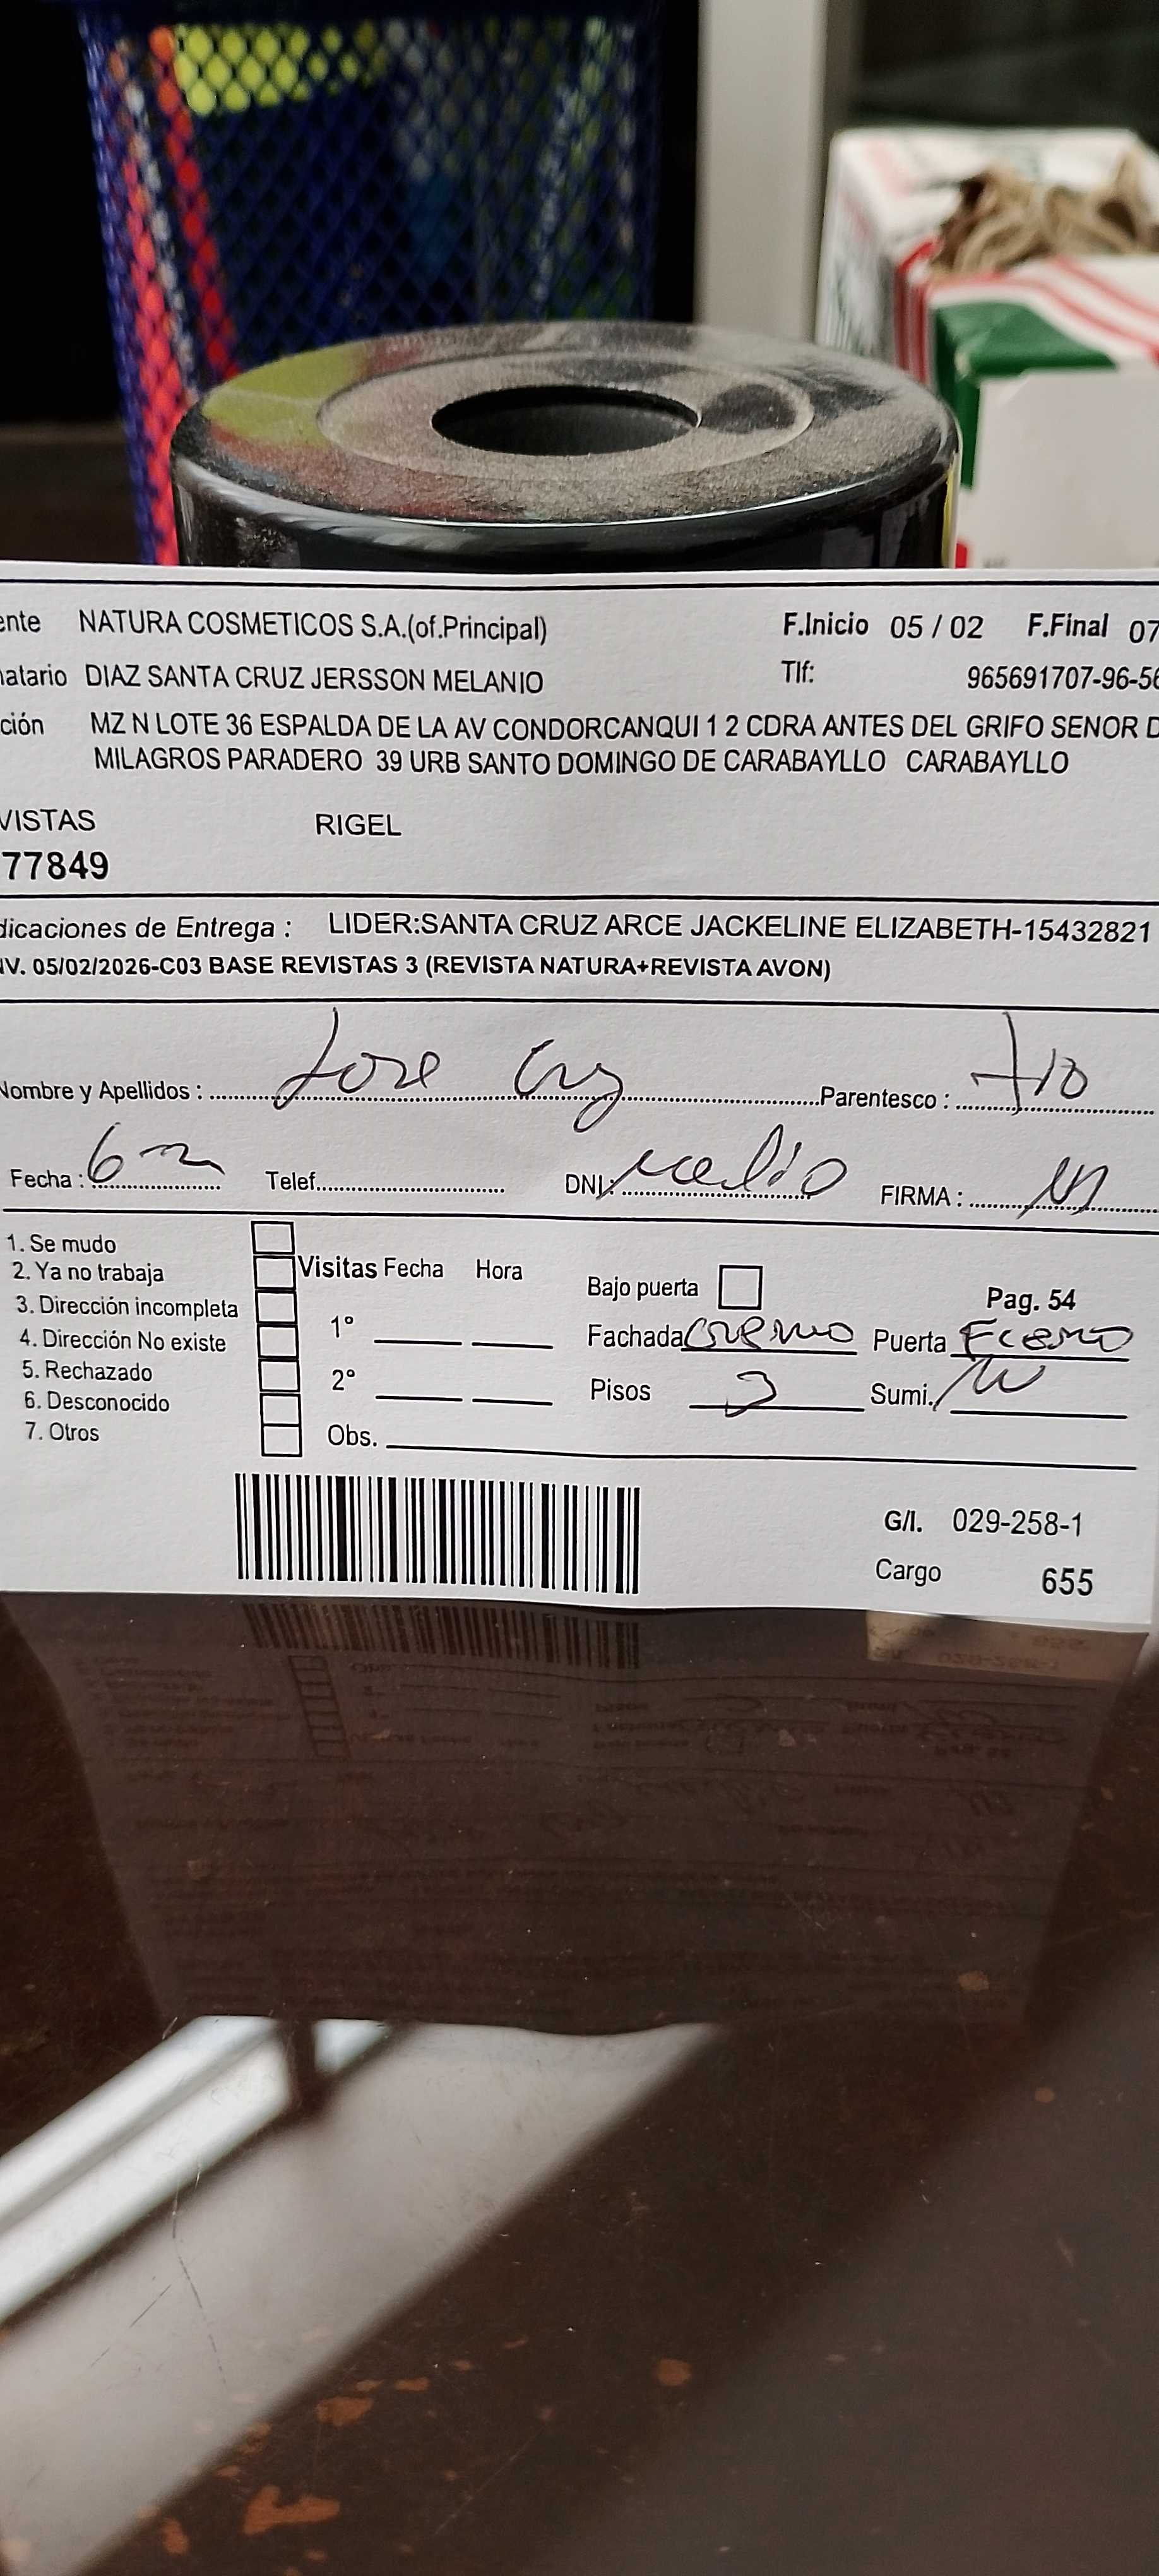 ente NATURA COSMETICOS S.A.(of.Principal) F.Inicio 05 / 02 F.Final 07
natario DIAZ SANTA CRUZ JERSSON MELANIO Tlf: 965691707-96-56
ción MZ N LOTE 36 ESPALDA DE LA AV CONDORCANQUI 1 2 CDRA ANTES DEL GRIFO SENOR D
MILAGROS PARADERO 39 URB SANTO DOMINGO DE CARABAYLLO CARABAYLLO
VISTAS RIGEL
77849
dicaciones de Entrega : LIDER:SANTA CRUZ ARCE JACKELINE ELIZABETH-15432821
NV. 05/02/2026-C03 BASE REVISTAS 3 (REVISTA NATURA+REVISTA AVON)
Nombre y Apellidos : Jose Cruz Parentesco : tio
Fecha : 6 Telef. DNI: FIRMA :
1. Se mudo
2. Ya no trabaja Visitas Fecha Hora Bajo puerta Pag. 54
3. Dirección incompleta 1° Fachada Puerta Fierro
4. Dirección No existe
5. Rechazado 2° Pisos Sumi.
6. Desconocido
7. Otros Obs.
G/I. 029-258-1
Cargo 655